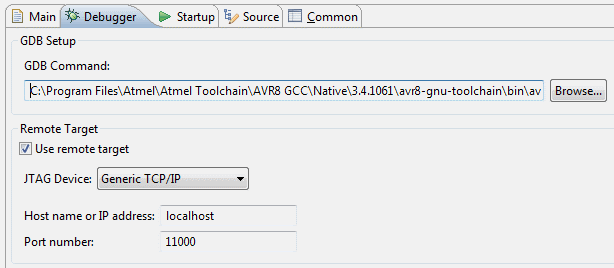 Main Debugger Startup Source Common
GDB Setup
GDB Command:
C:\Program Files\Atmel\Atmel Toolchain\AVR8 GCC\Native\3.4.1061\avr8-gnu-toolchain\bin\av Browse...
Remote Target
Use remote target
JTAG Device: Generic TCP/IP
Host name or IP address: localhost
Port number: 11000